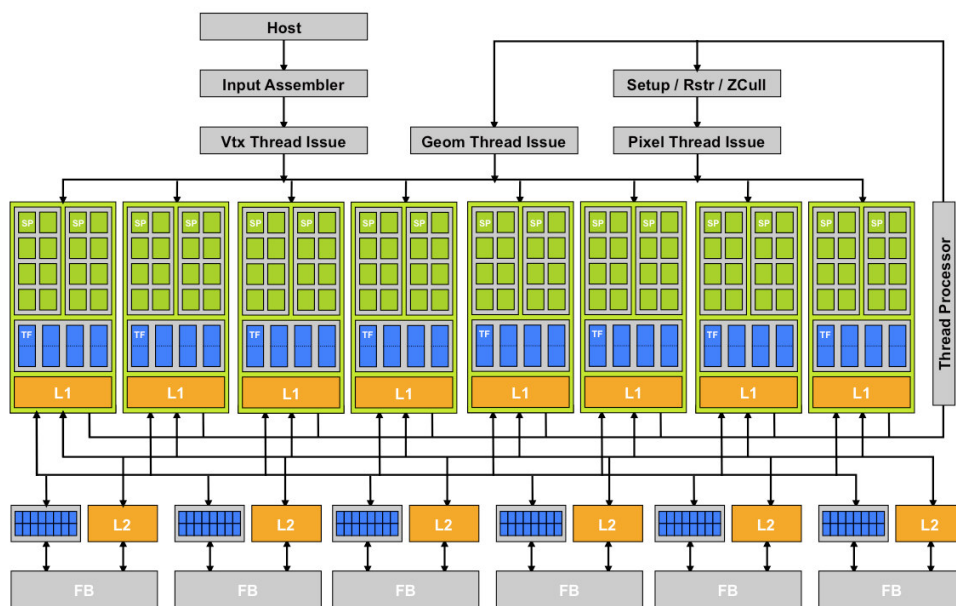 Host
Input Assembler
Setup / Rstr / ZCull
Vtx Thread Issue
Geom Thread Issue
Pixel Thread Issue
SP SP SP SP SP SP SP SP SP SP SP SP SP SP SP SP
Thread Processor
TF TF TF TF TF TF TF TF
L1 L1 L1 L1 L1 L1 L1 L1
L2 L2 L2 L2 L2 L2
FB FB FB FB FB FB